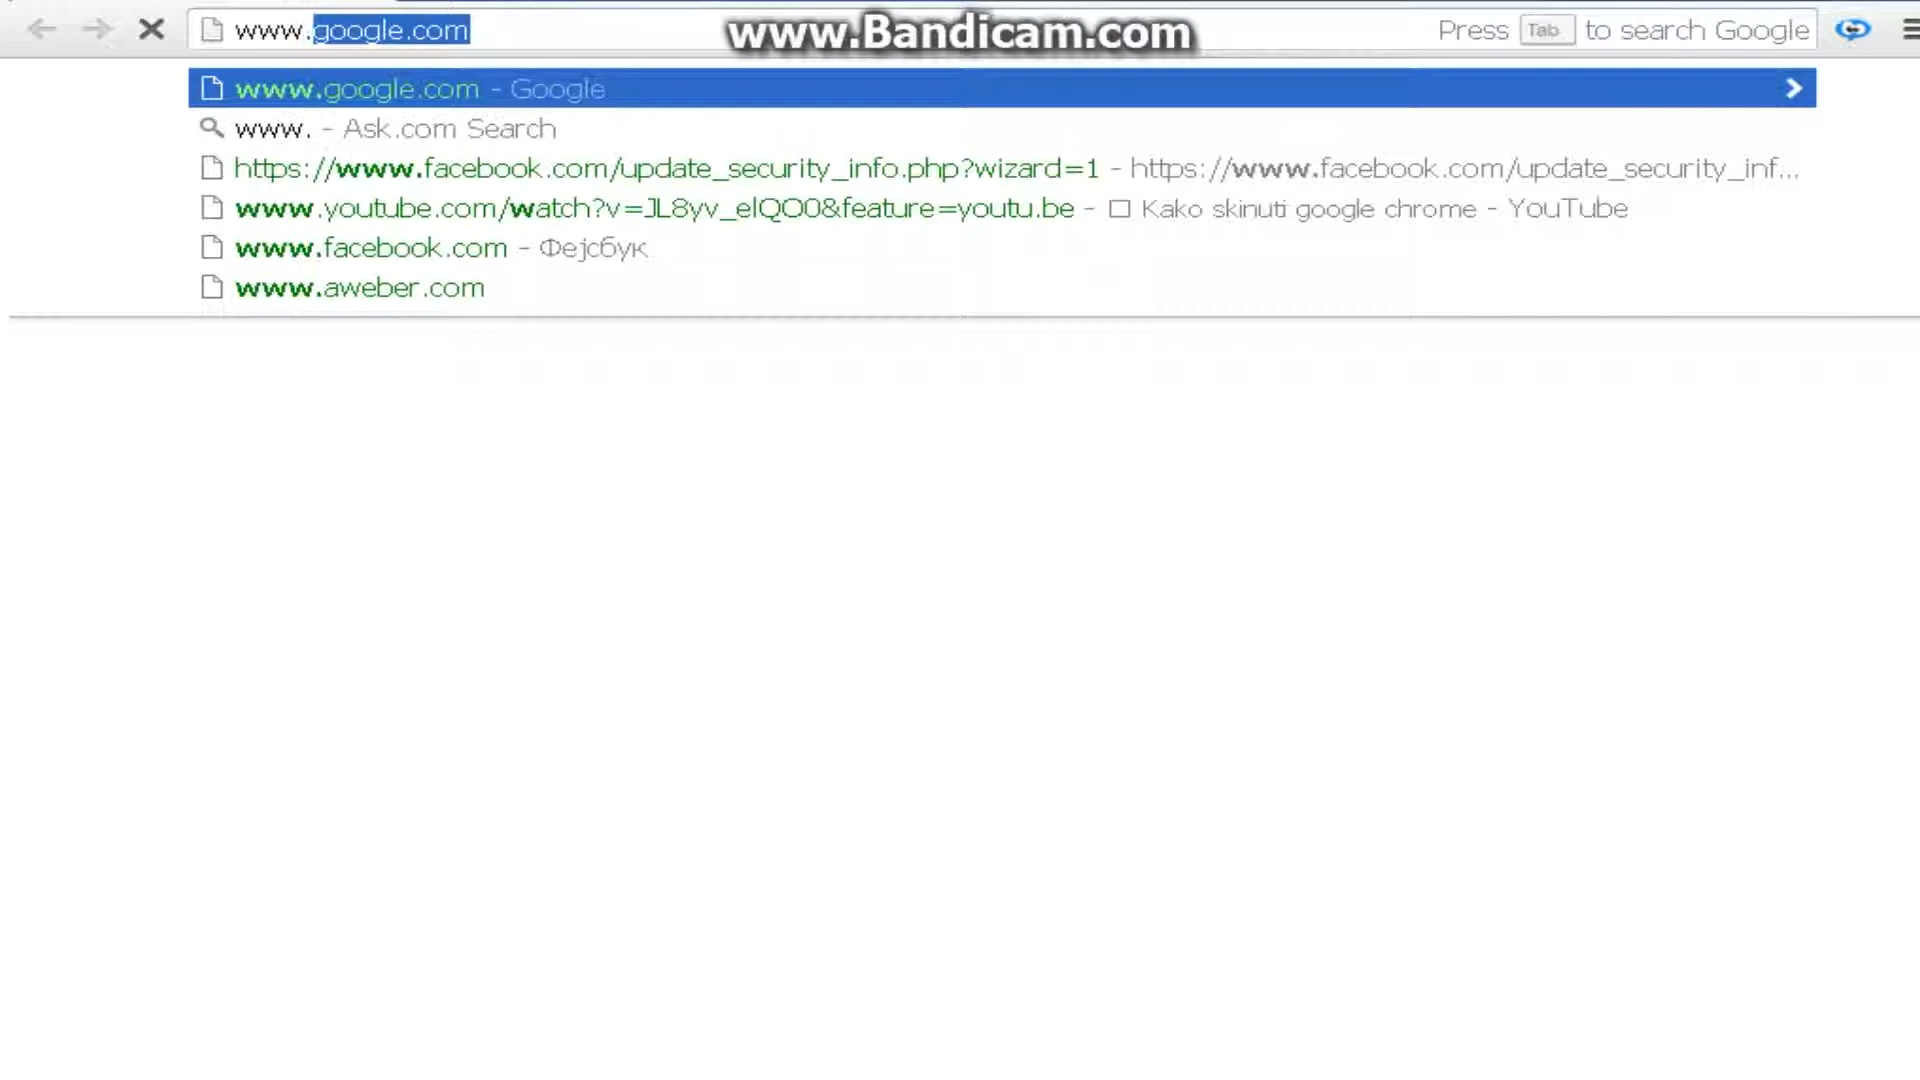 www.google.com www.Bandicam.com Press Tab to search Google
www.google.com - Google
www. - Ask.com Search
https://www.facebook.com/update_security_info.php?wizard=1 - https://www.facebook.com/update_security_inf...
www.youtube.com/watch?v=JL8yv_elQO0&feature=youtu.be - □ Kako skinuti google chrome - YouTube
www.facebook.com - Фејсбук
www.aweber.com